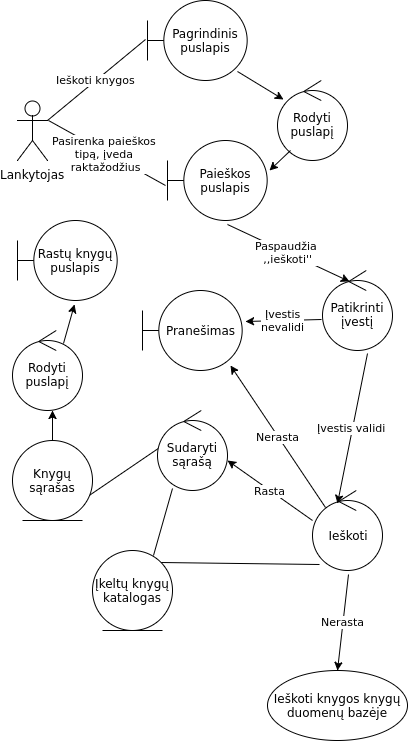 Pagrindinis
puslapis
Ieškoti knygos
Rodyti
puslapį
Lankytojas
Pasirenka paieškos
tipą, įveda
raktažodžius
Paieškos
puslapis
Paspaudžia
,,ieškoti''
Rastų knygų
puslapis
Patikrinti
įvestį
Įvestis
nevalidi
Pranešimas
Rodyti
puslapį
Įvestis validi
Nerasta
Sudaryti
sąrašą
Knygų
sąrašas
Rasta
Ieškoti
Įkeltų knygų
katalogas
Nerasta
Ieškoti knygos knygų
duomenų bazėje